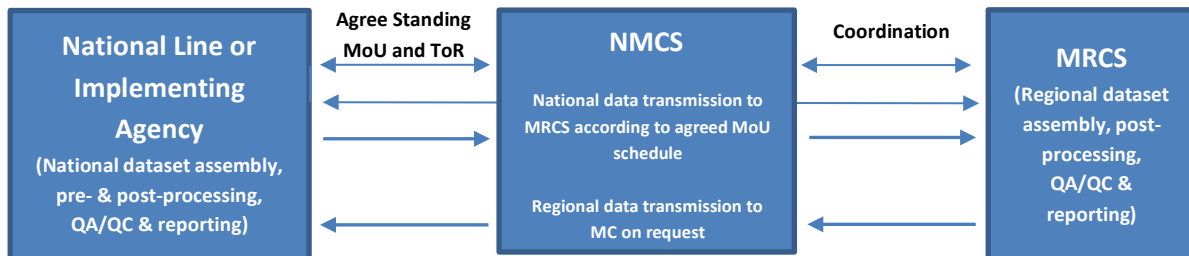 National Line or
Implementing
Agency
(National dataset assembly,
pre- & post-processing,
QA/QC & reporting)
Agree Standing
MoU and ToR
NMCS
National data transmission to
MRCS according to agreed MoU
schedule
Regional data transmission to
MC on request
Coordination
MRCS
(Regional dataset
assembly, post-
processing,
QA/QC &
reporting)